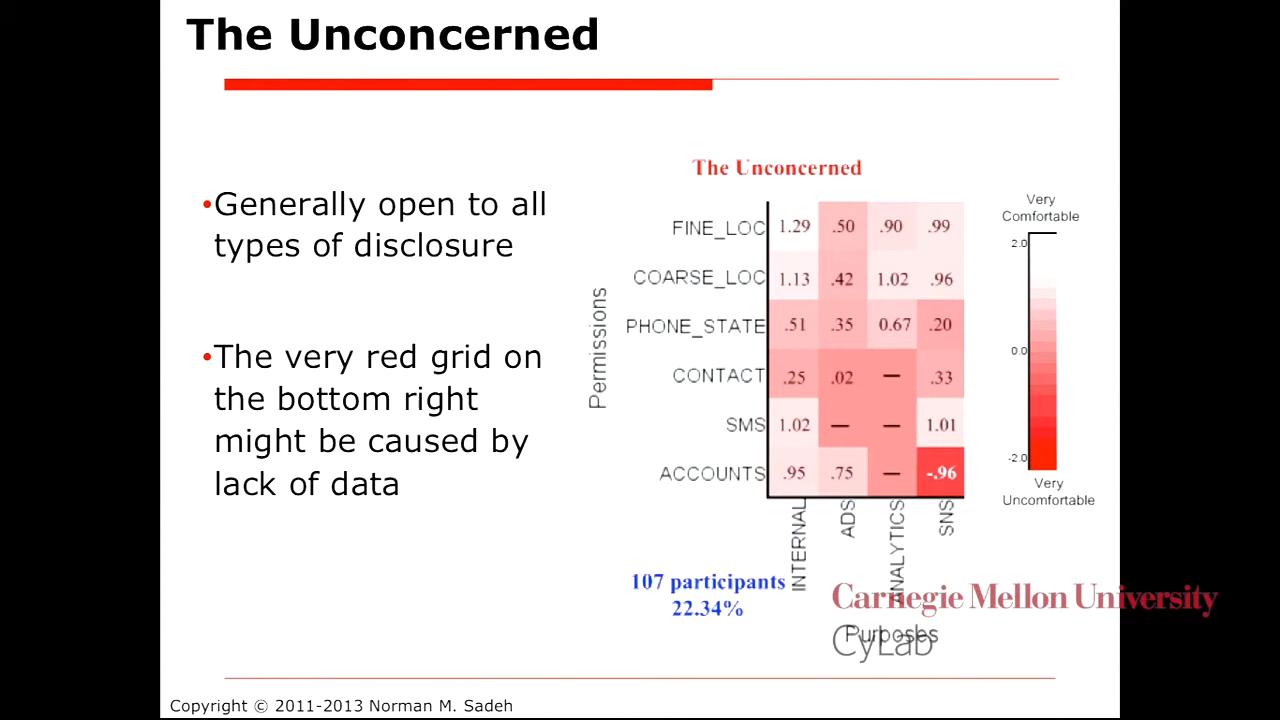 The Unconcerned
•Generally open to all
types of disclosure
•The very red grid on
the bottom right
might be caused by
lack of data
The Unconcerned
Permissions
FINE_LOC 1.29 .50 .90 .99
COARSE_LOC 1.13 .42 1.02 .96
PHONE_STATE .51 .35 0.67 .20
CONTACT .25 .02 — .33
SMS 1.02 — — 1.01
ACCOUNTS .95 .75 — -.96
INTERNAL
ADS
ANALYTICS
SNS
Purposes
Very
Comfortable
2.0
0.0
-2.0
Very
Uncomfortable
107 participants
22.34%
Carnegie Mellon University
CyLab
Copyright © 2011-2013 Norman M. Sadeh